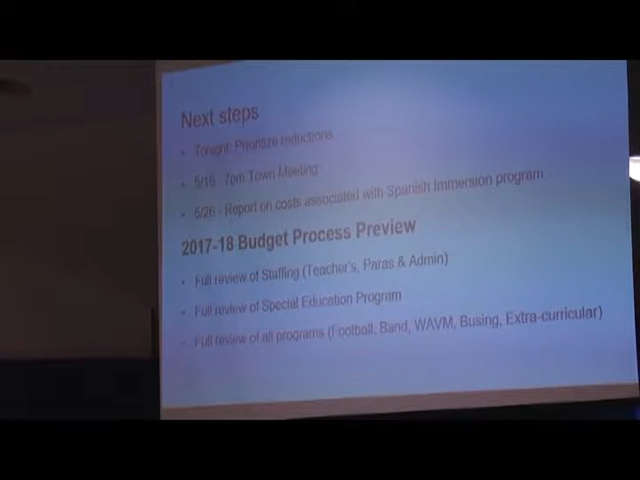 Next steps
• Tonight: Prioritize reductions
• 5/16 - 7pm Town Meeting
• 5/26 - Report on costs associated with Spanish Immersion program
2017-18 Budget Process Preview
• Full review of Staffing (Teacher's, Paras & Admin)
• Full review of Special Education Program
• Full review of all programs (Football, Band, WAVM, Busing, Extra-curricular)